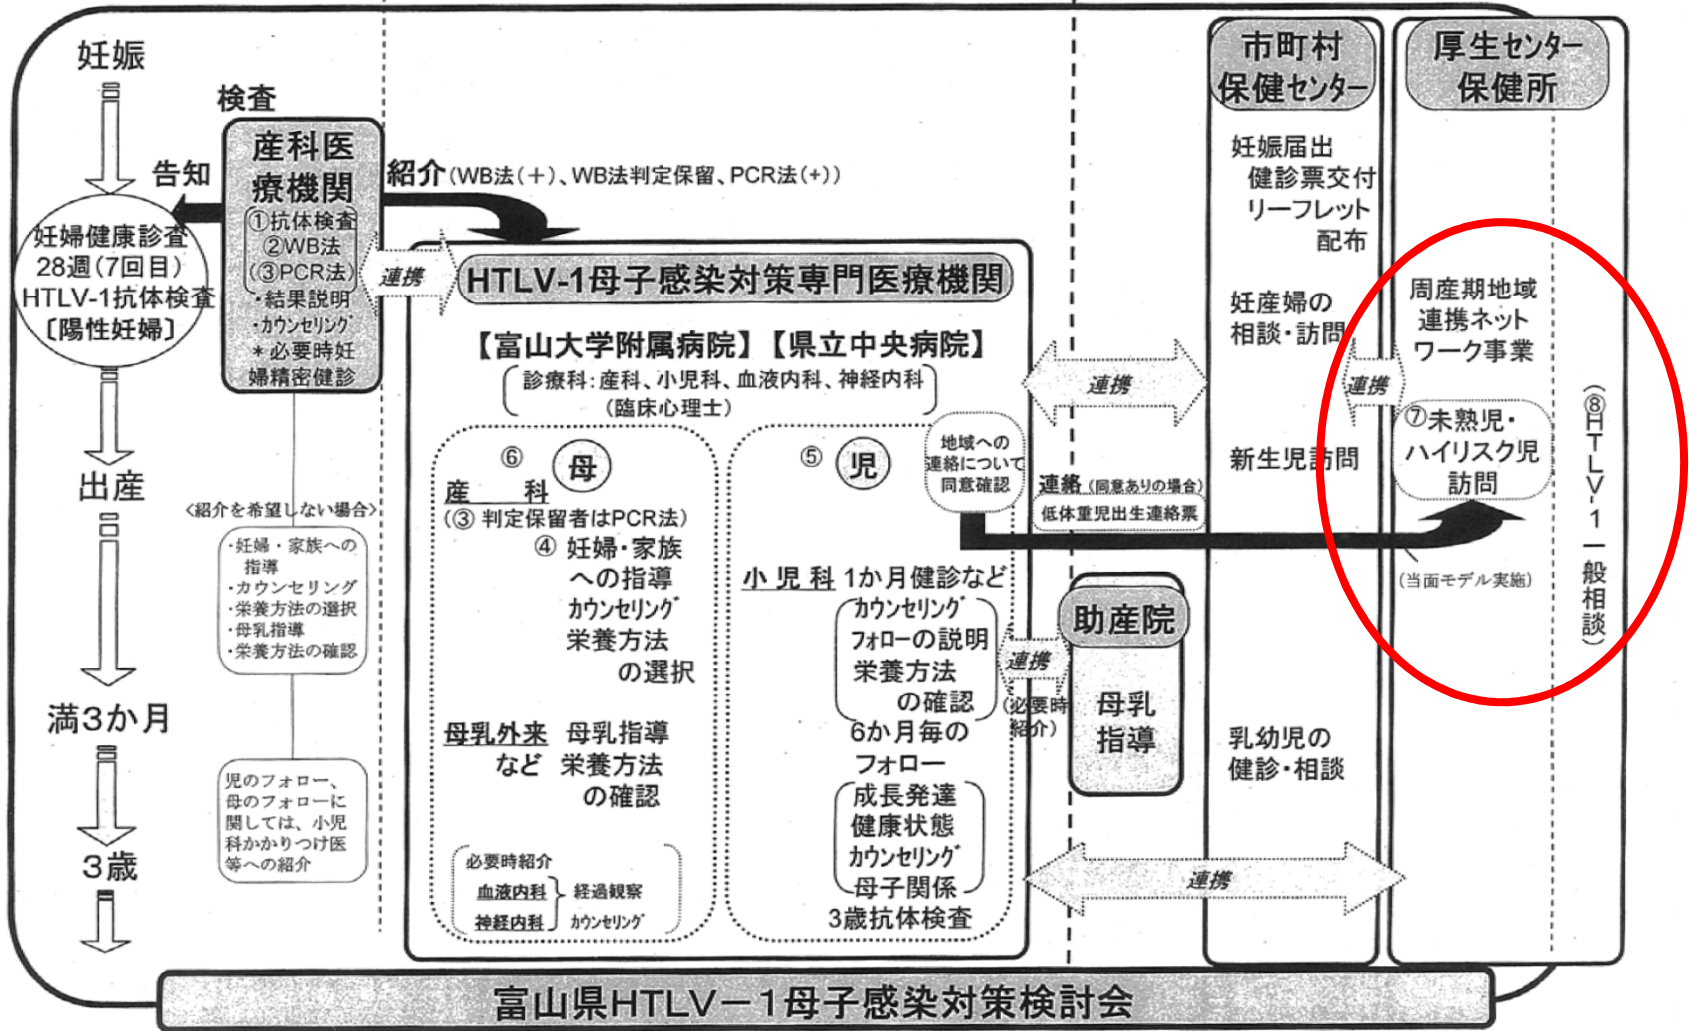 妊娠
検査
産科医
療機関
告知
①抗体検査
②WB法
(③PCR法)
・結果説明
・カウンセリング
＊必要時妊
婦精密健診
紹介(WB法(＋)、WB法判定保留、PCR法(+))
妊婦健康診査
28週(7回目)
HTLV-1抗体検査
〔陽性妊婦〕
連携
出産
満3か月
3歳
<紹介を希望しない場合>
・妊婦・家族への
指導
・カウンセリング
・栄養方法の選択
・母乳指導
・栄養方法の確認
児のフォロー、
母のフォローに
関しては、小児
科かかりつけ医
等への紹介
HTLV-1母子感染対策専門医療機関
【富山大学附属病院】【県立中央病院】
診療科：産科、小児科、血液内科、神経内科
(臨床心理士)
⑥ 母
産　科
(③ 判定保留者はPCR法)
④ 妊婦・家族
への指導
カウンセリング
栄養方法
の選択
母乳外来 母乳指導
など 栄養方法
の確認
必要時紹介
血液内科 経過観察
神経内科 カウンセリング
⑤ 児
地域への
連絡について
同意確認
小児科 1か月健診など
カウンセリング
フォローの説明
栄養方法
の確認
6か月毎の
フォロー
成長発達
健康状態
カウンセリング
母子関係
3歳抗体検査
連携
連絡 (同意ありの場合)
低体重児出生連絡票
連携
(必要時
紹介)
助産院
母乳
指導
連携
市町村
保健センター
妊娠届出
健診票交付
リーフレット
配布
妊産婦の
相談・訪問
新生児訪問
乳幼児の
健診・相談
連携
厚生センター
保健所
周産期地域
連携ネット
ワーク事業
⑦未熟児・
ハイリスク児
訪問
(当面モデル実施)
(⑧HTLV-1一般相談)
富山県HTLV－1母子感染対策検討会